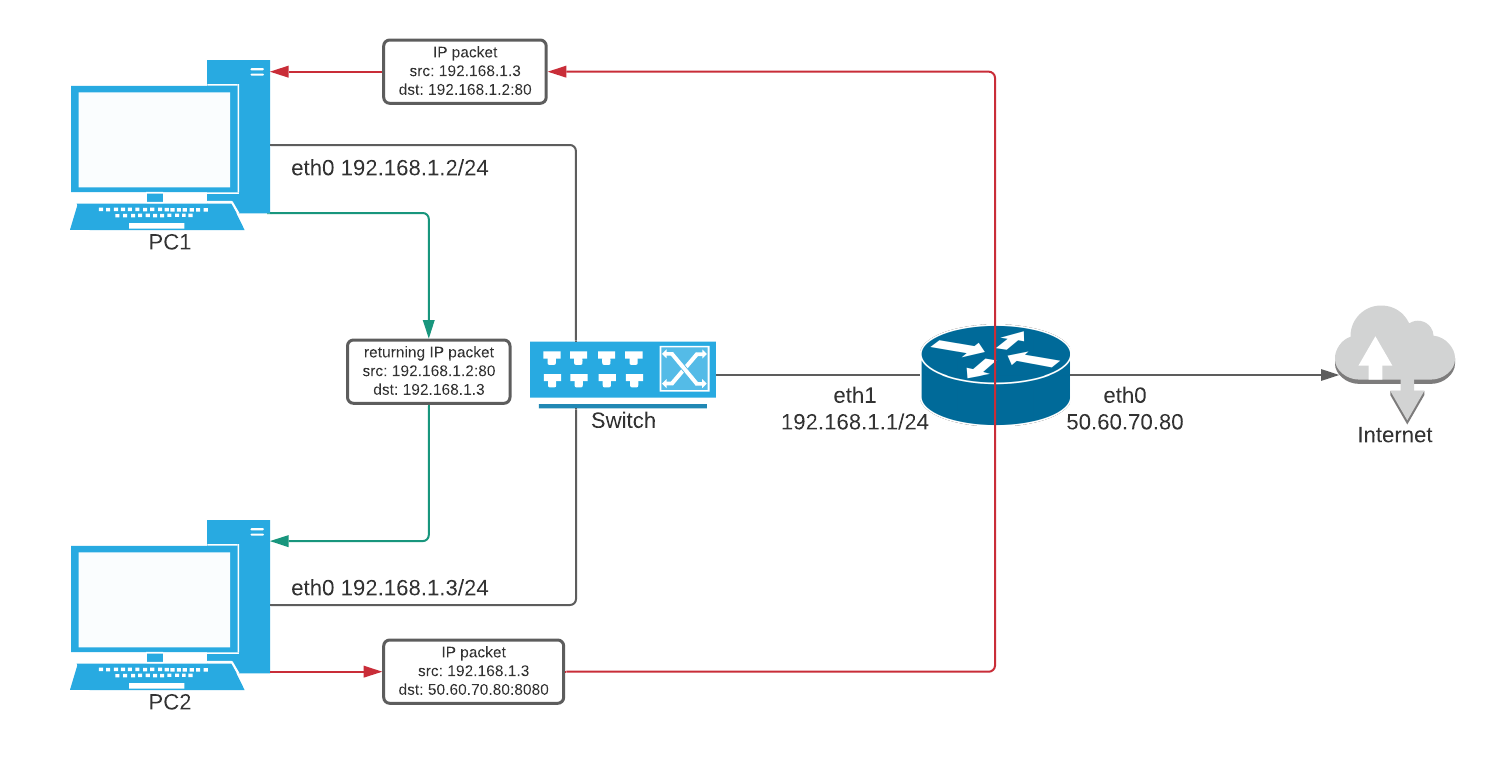 IP packet
src: 192.168.1.3
dst: 192.168.1.2:80
eth0 192.168.1.2/24
PC1
returning IP packet
src: 192.168.1.2:80
dst: 192.168.1.3
Switch
eth1
192.168.1.1/24
eth0
50.60.70.80
Internet
eth0 192.168.1.3/24
IP packet
src: 192.168.1.3
dst: 50.60.70.80:8080
PC2